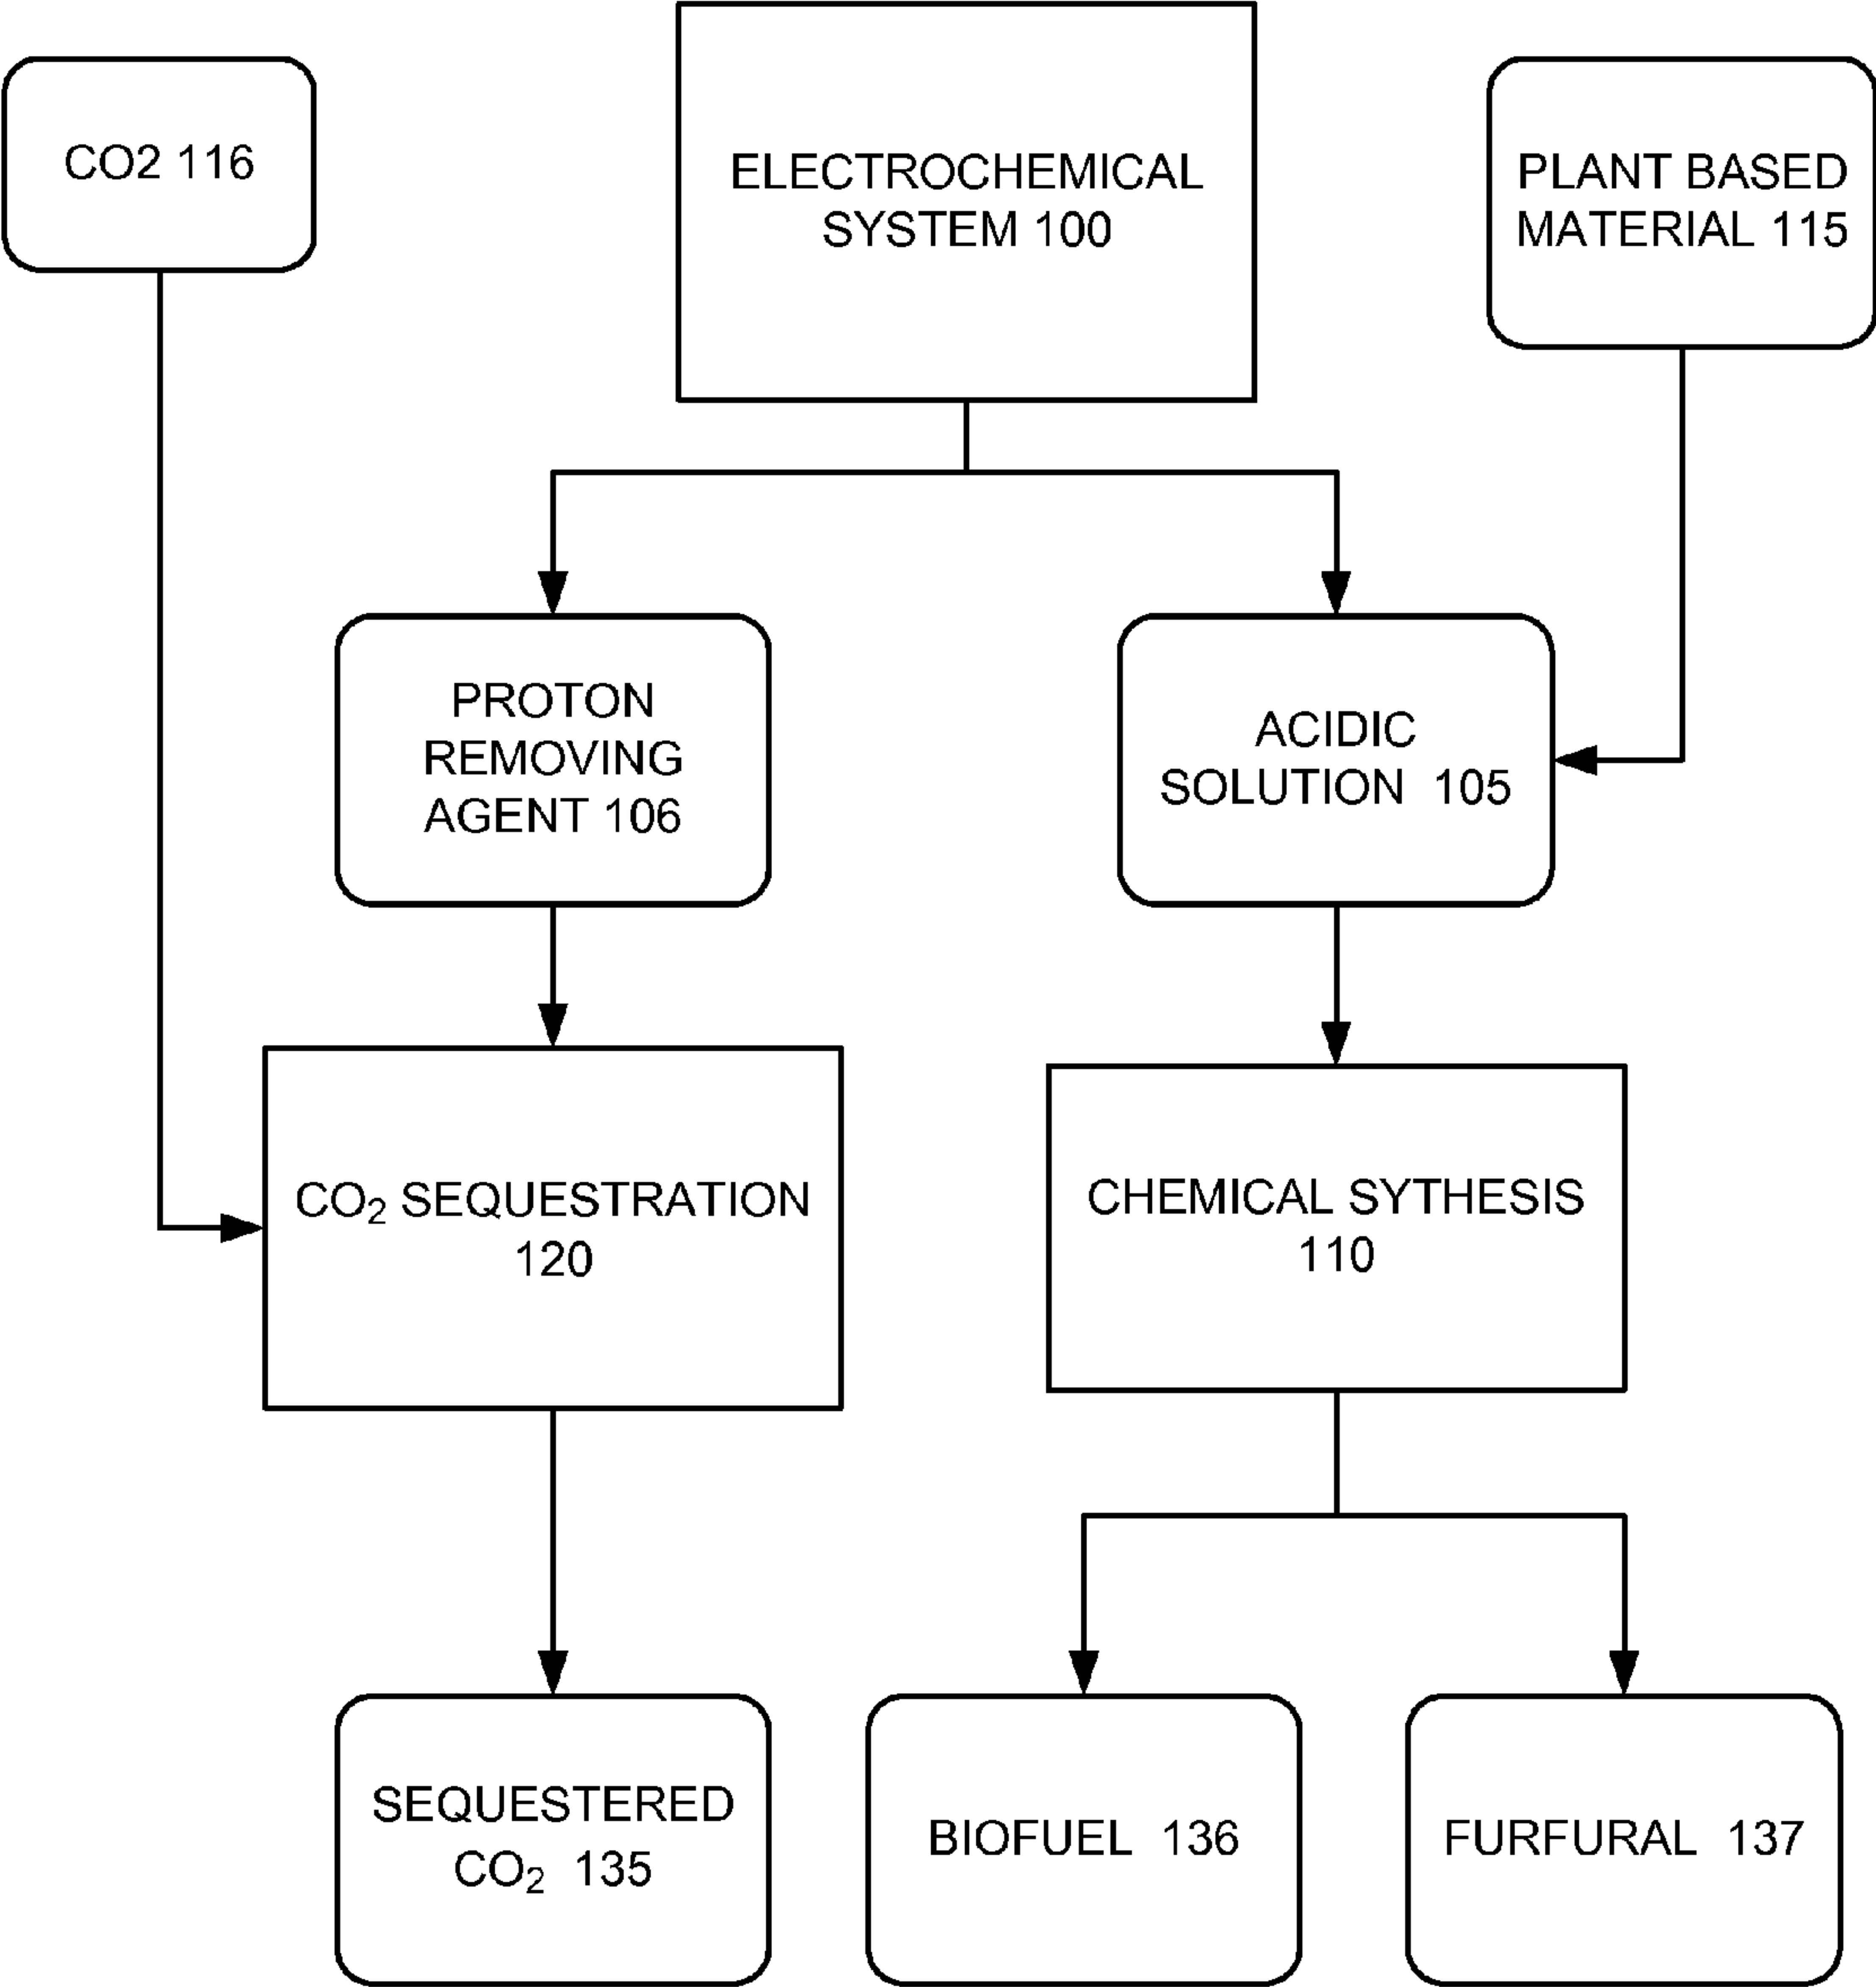 CO2 116
ELECTROCHEMICAL
SYSTEM 100
PLANT BASED
MATERIAL 115
PROTON
REMOVING
AGENT 106
ACIDIC
SOLUTION 105
CO₂ SEQUESTRATION
120
CHEMICAL SYTHESIS
110
SEQUESTERED
CO₂ 135
BIOFUEL 136
FURFURAL 137